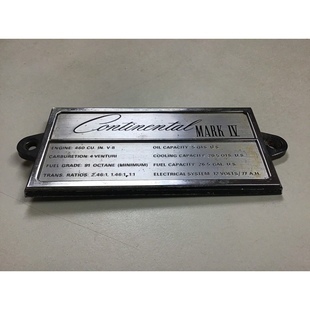 Continental MARK IV
ENGINE: 460 CU. IN. V-8
CARBURETION: 4 VENTURI
FUEL GRADE: 91 OCTANE (MINIMUM)
TRANS. RATIOS: 2.46:1, 1.46:1, 1:1
OIL CAPACITY:
COOLING CAPACITY:
FUEL CAPACITY:
ELECTRICAL SYSTEM: 12 VOLTS/77 A.H.